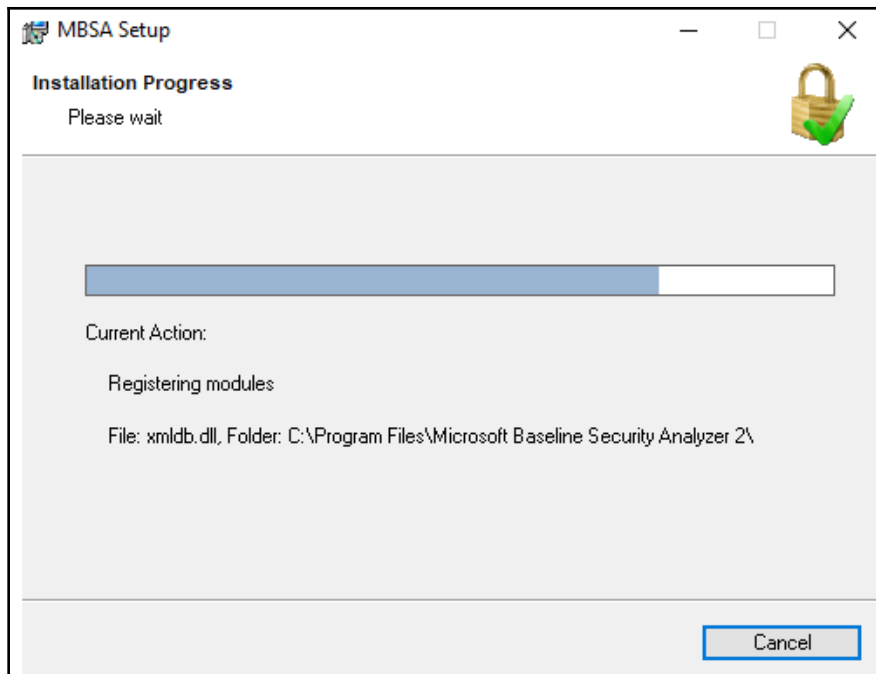 MBSA Setup
Installation Progress
Please wait
Current Action:
Registering modules
File: xmldb.dll, Folder: C:\Program Files\Microsoft Baseline Security Analyzer 2\
Cancel